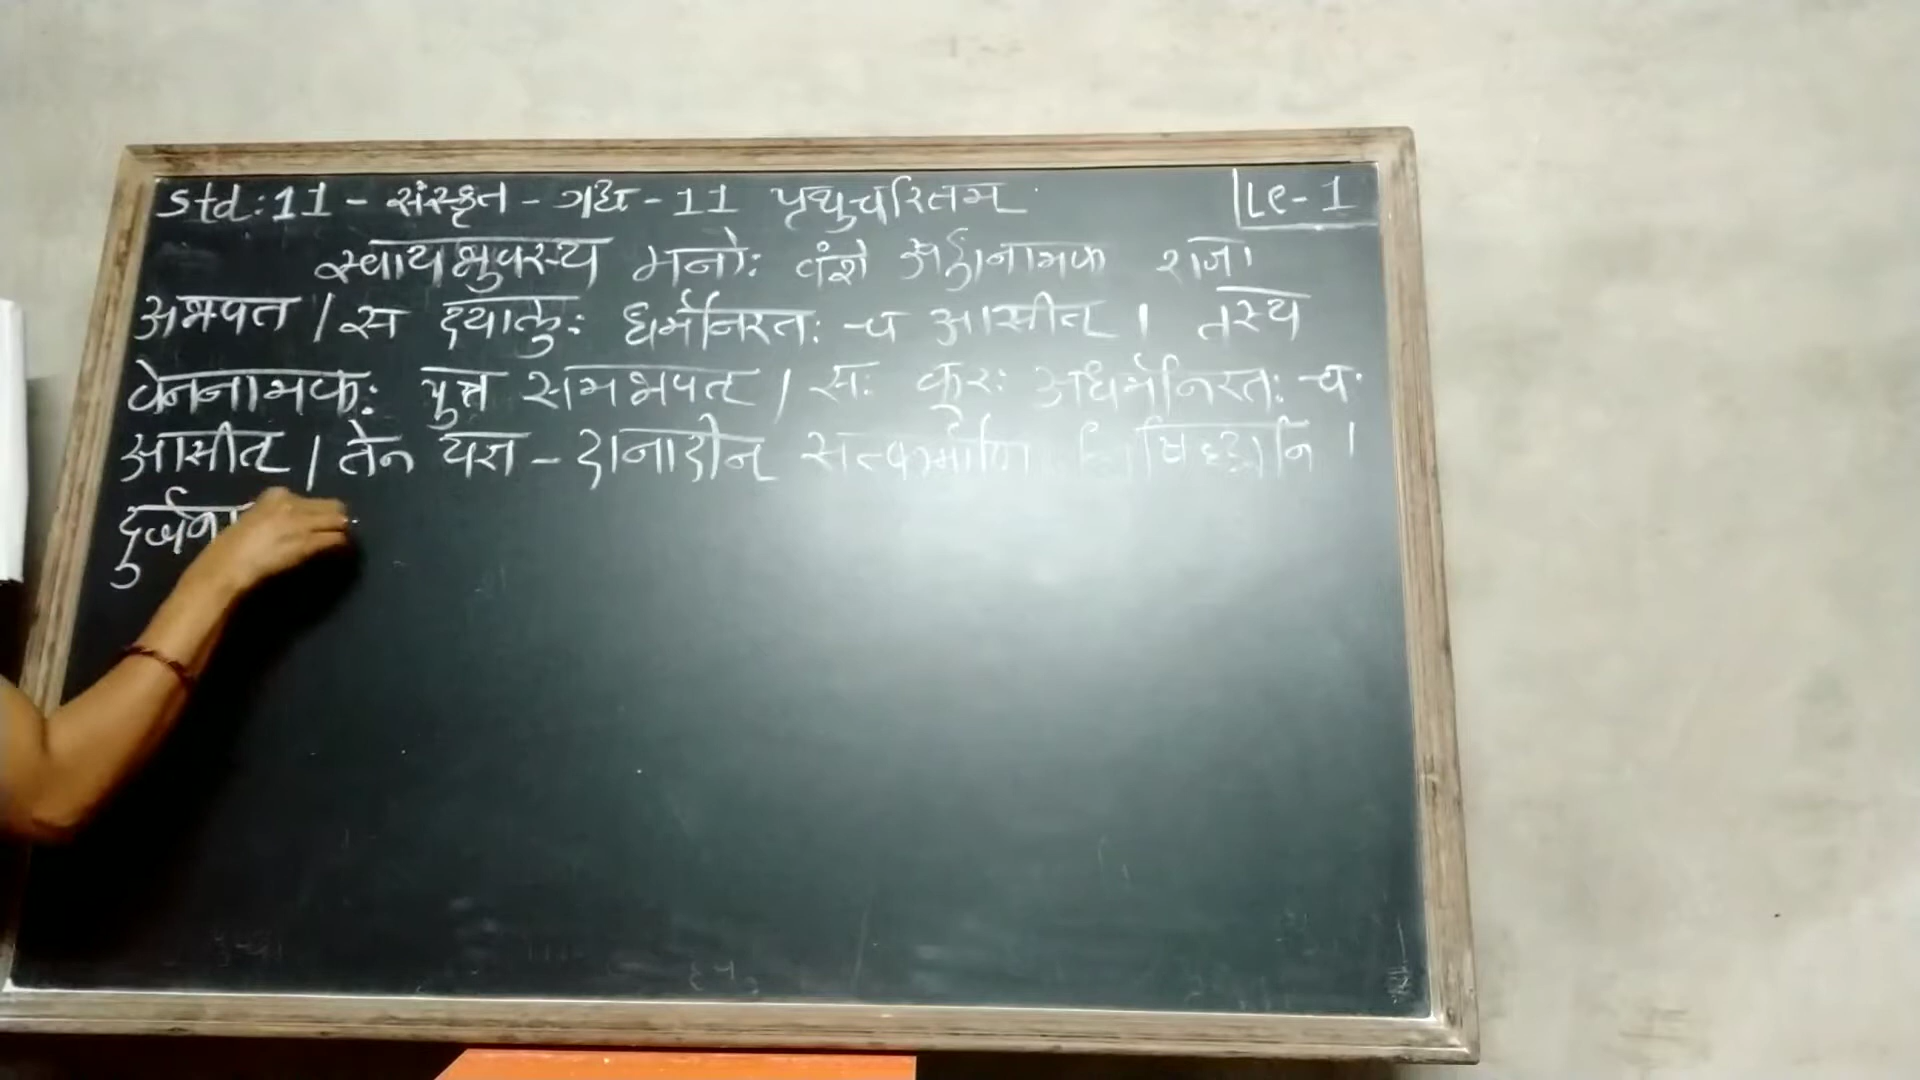 Std: 11 - संस्कृत - गद्य - 11 पृथुचरितम Le- 1
स्वायंभुवस्य मनोः वंशे अङ्गनामक राजा
अभवत / स दयालुः धर्मनिरतः च आसीत् । तस्य
वेननामकः पुत्र समभवत् / सः क्रुरः अधर्मनिरतः च
आसीत् / तेन यज्ञ - दानादीन् सत्कर्माणि ।